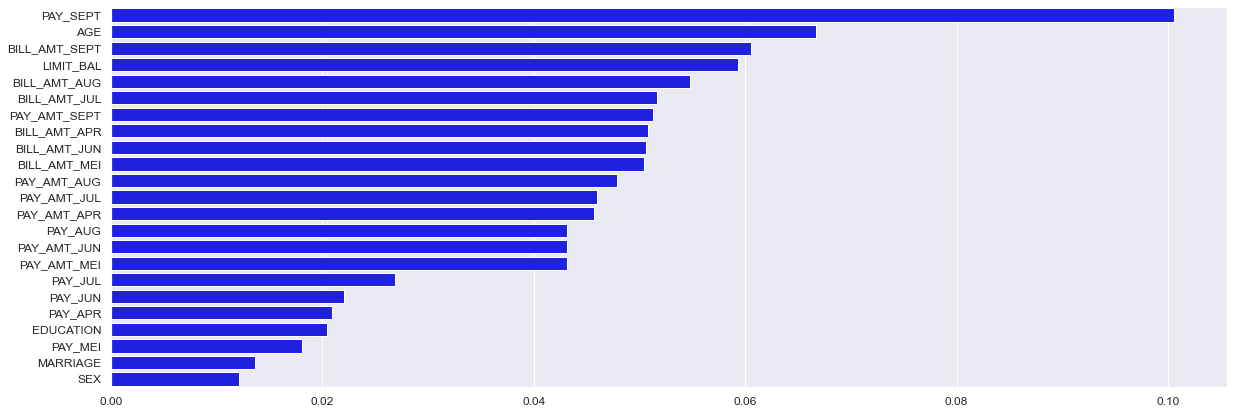 PAY_SEPT
AGE
BILL_AMT_SEPT
LIMIT_BAL
BILL_AMT_AUG
BILL_AMT_JUL
PAY_AMT_SEPT
BILL_AMT_APR
BILL_AMT_JUN
BILL_AMT_MEI
PAY_AMT_AUG
PAY_AMT_JUL
PAY_AMT_APR
PAY_AUG
PAY_AMT_JUN
PAY_AMT_MEI
PAY_JUL
PAY_JUN
PAY_APR
EDUCATION
PAY_MEI
MARRIAGE
SEX
0.00 0.02 0.04 0.06 0.08 0.10